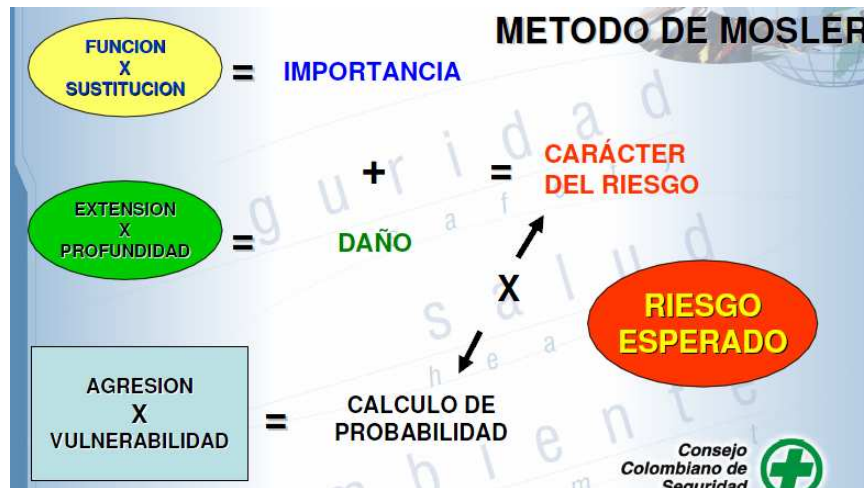 METODO DE MOSLER
FUNCION
X
SUSTITUCION
=
IMPORTANCIA
+
=
CARÁCTER
DEL RIESGO
EXTENSION
X
PROFUNDIDAD
=
DAÑO
X
RIESGO
ESPERADO
AGRESION
X
VULNERABILIDAD
=
CALCULO DE
PROBABILIDAD
Consejo
Colombiano de
Seguridad